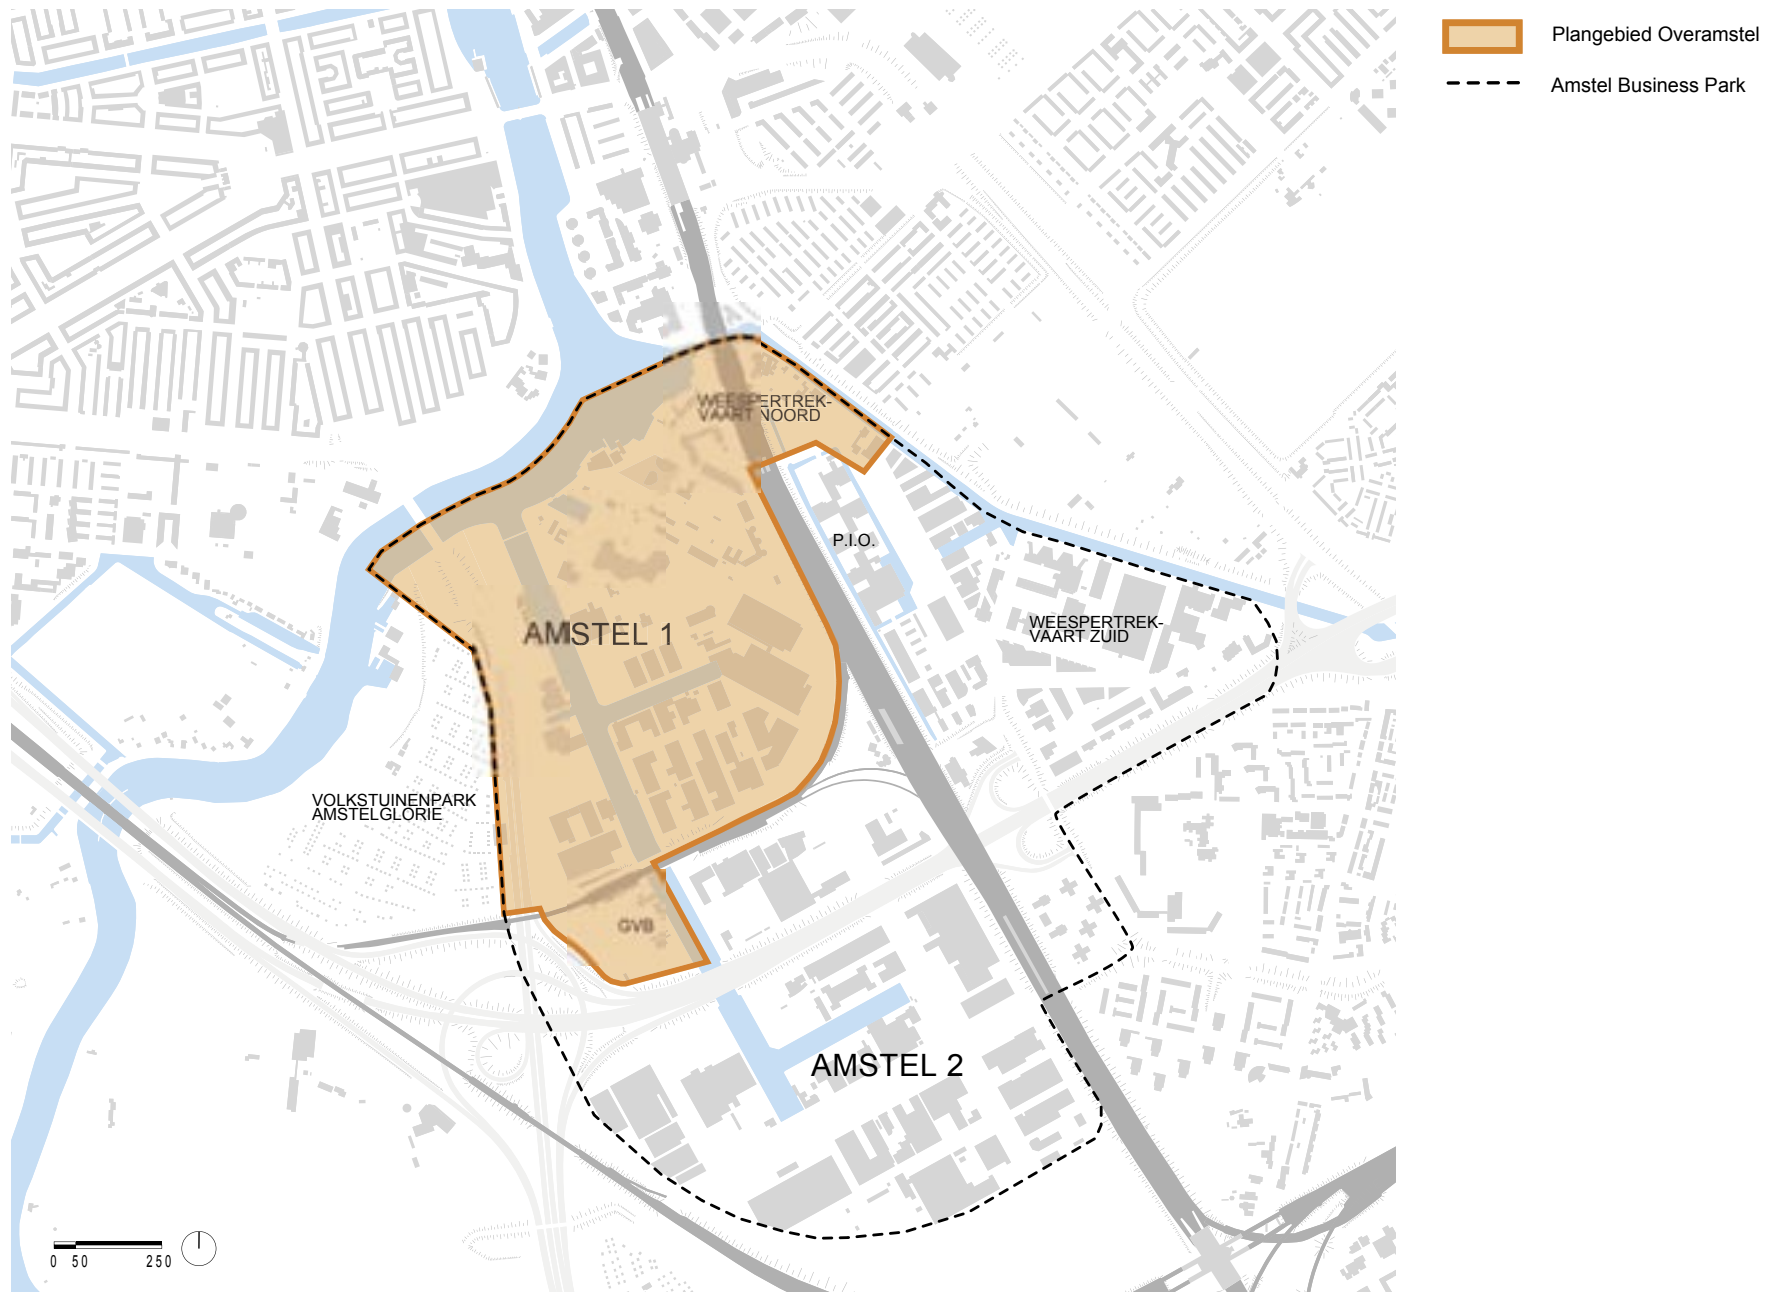 Plangebied Overamstel
Amstel Business Park
WEESPERTREK-
VAART NOORD
P.I.O.
WEESPERTREK-
VAART ZUID
AMSTEL 1
VOLKSTUINENPARK
AMSTELGLORIE
GVB
AMSTEL 2
0 50 250